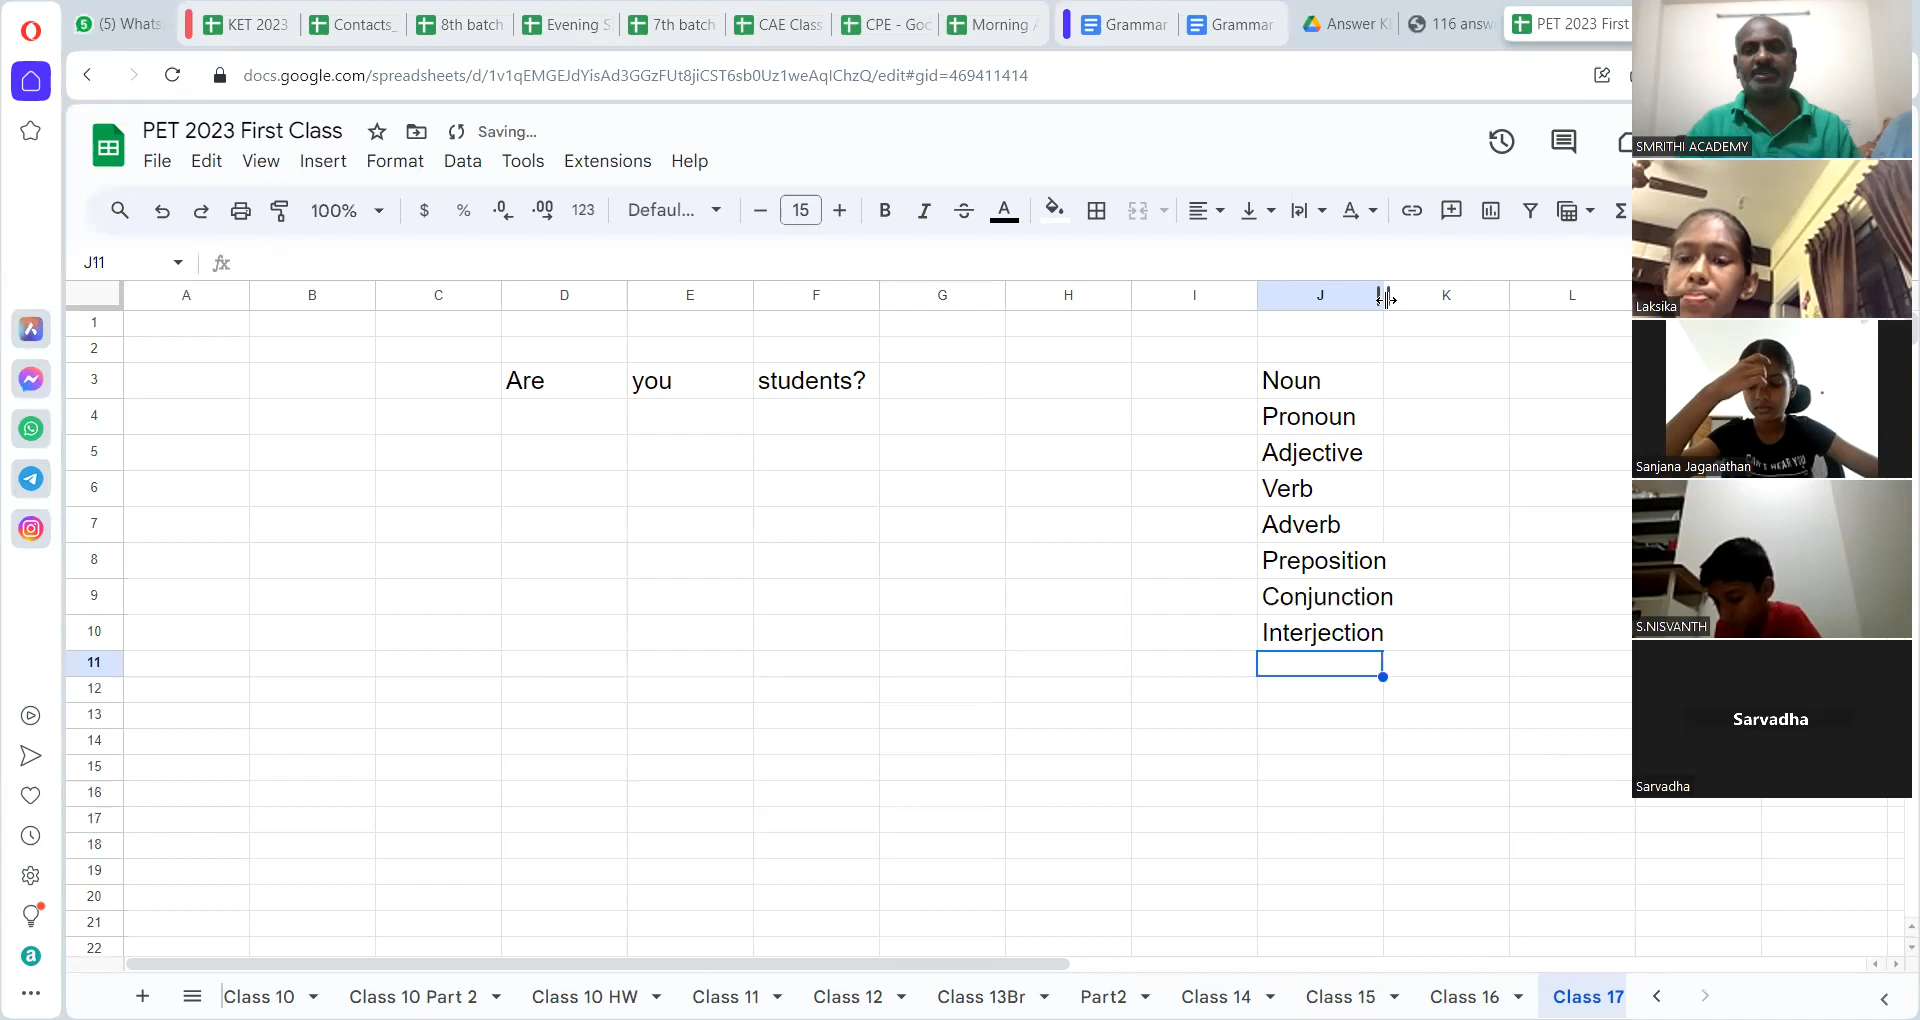 (5) Whats
KET 2023
Contacts_
8th batch
Evening S
7th batch
CAE Class
CPE - Goo
Morning A
Grammar
Grammar
Answer K
116 answ
PET 2023 First
docs.google.com/spreadsheets/d/1v1qEMGEJdYisAd3GGzFUt8jiCST6sb0Uz1weAqIChzQ/edit#gid=469411414
PET 2023 First Class
Saving...
File Edit View Insert Format Data Tools Extensions Help
100% $ % .0 .00 123 Defaul... 15 B I A
J11
A B C D E F G H I J K L
1
2
3 Are you students? Noun
4 Pronoun
5 Adjective
6 Verb
7 Adverb
8 Preposition
9 Conjunction
10 Interjection
11
12
13
14
15
16
17
18
19
20
21
22
Class 10 Class 10 Part 2 Class 10 HW Class 11 Class 12 Class 13Br Part2 Class 14 Class 15 Class 16 Class 17
SMRITHI ACADEMY
Laksika
Sanjana Jaganathan
S.NISVANTH
Sarvadha
Sarvadha